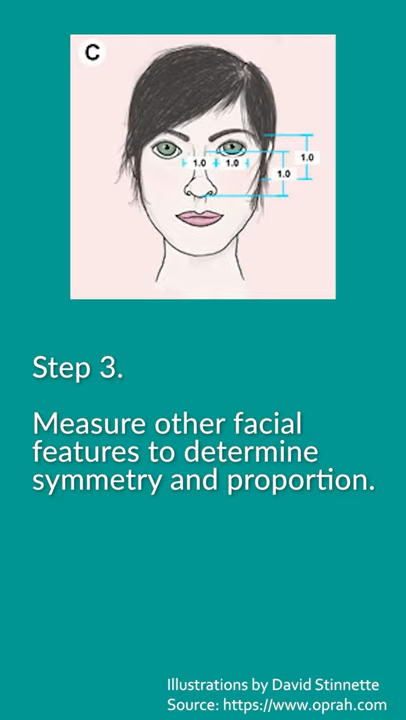 C
1.0
1.0
1.0
1.0
Step 3.
Measure other facial
features to determine
symmetry and proportion.
Illustrations by David Stinnette
Source: https://www.oprah.com